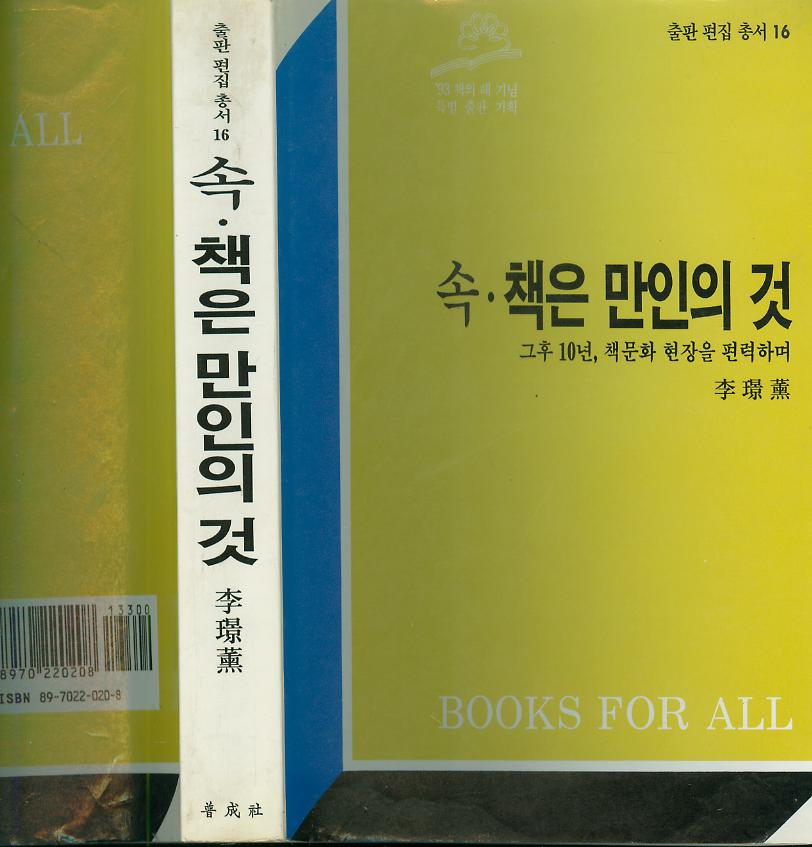 ALL
13300
8970 220208
ISBN 89-7022-020-8
출판 편집 총서 16
속·책은 만인의 것
李璟薰
普成社
출판 편집 총서 16
'93 책의 해 기념
특별 출판 기획
속·책은 만인의 것
그후 10년, 책문화 현장을 편력하며
李璟薰
BOOKS FOR ALL